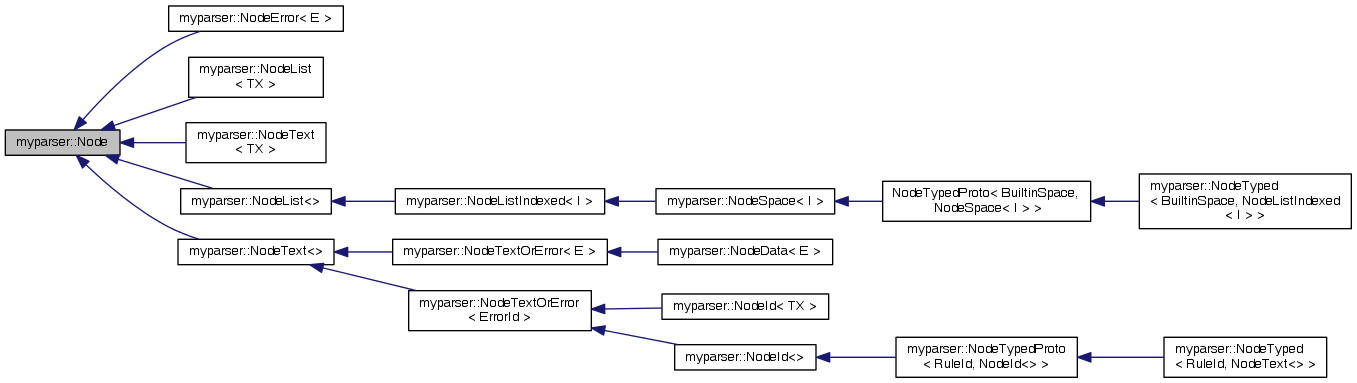 myparser::NodeError< E >
myparser::NodeList
< TX >
myparser::Node
myparser::NodeText
< TX >
myparser::NodeList<>
myparser::NodeListIndexed< I >
myparser::NodeSpace< I >
NodeTypedProto< BuiltinSpace,
NodeSpace< I > >
myparser::NodeTyped
< BuiltinSpace, NodeListIndexed
< I > >
myparser::NodeText<>
myparser::NodeTextOrError< E >
myparser::NodeData< E >
myparser::NodeTextOrError
< ErrorId >
myparser::NodeId< TX >
myparser::NodeId<>
myparser::NodeTypedProto
< RuleId, NodeId<> >
myparser::NodeTyped
< RuleId, NodeText<> >